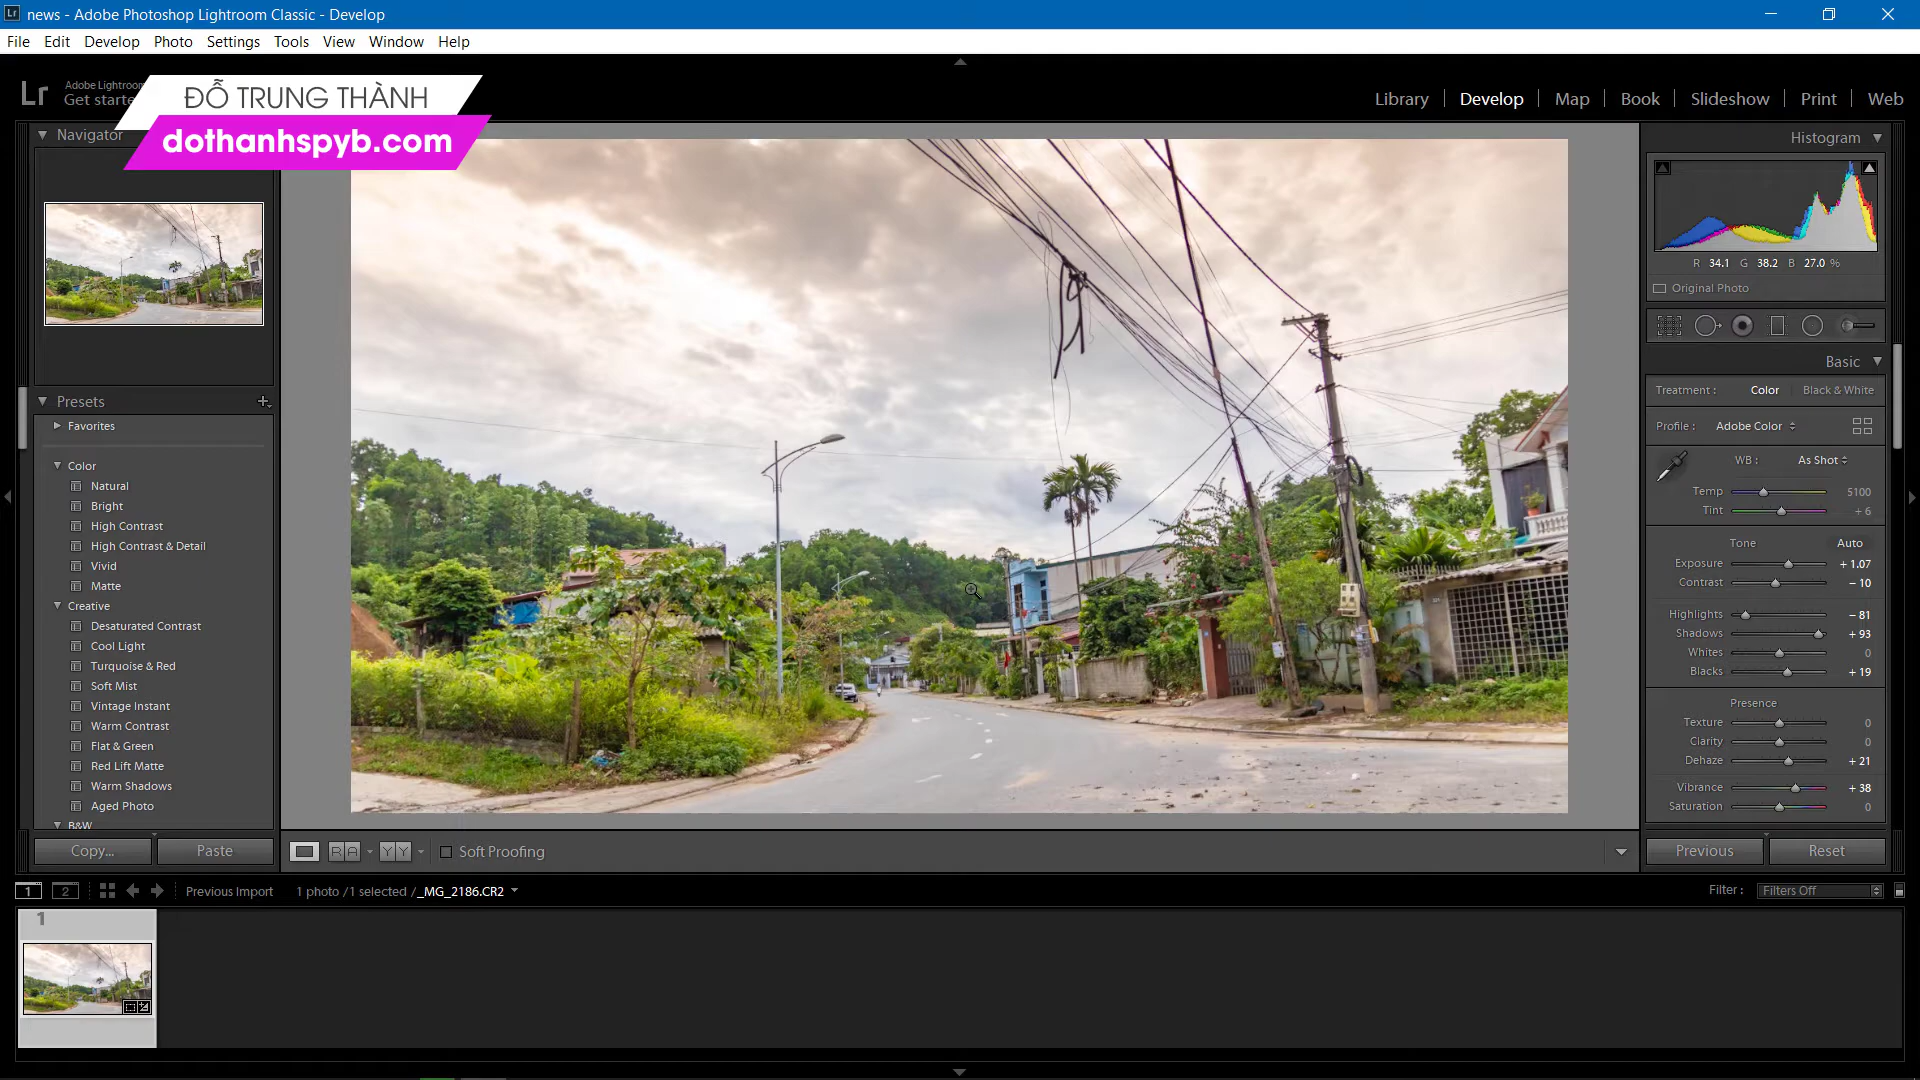 news - Adobe Photoshop Lightroom Classic - Develop
File Edit Develop Photo Settings Tools View Window Help
Lr
Adobe Lightroom
Get starte
ĐỖ TRUNG THÀNH
dothanhspyb.com
Library | Develop | Map | Book | Slideshow | Print | Web
Navigator
Presets
Favorites
Color
Natural
Bright
High Contrast
High Contrast & Detail
Vivid
Matte
Creative
Desaturated Contrast
Cool Light
Turquoise & Red
Soft Mist
Vintage Instant
Warm Contrast
Flat & Green
Red Lift Matte
Warm Shadows
Aged Photo
B&W
Copy... Paste
Histogram
R 34.1 G 38.2 B 27.0 %
Original Photo
Basic
Treatment : Color Black & White
Profile : Adobe Color
WB : As Shot
Temp 5100
Tint + 6
Tone Auto
Exposure + 1.07
Contrast – 10
Highlights – 81
Shadows + 93
Whites 0
Blacks + 19
Presence
Texture 0
Clarity 0
Dehaze + 21
Vibrance + 38
Saturation 0
Previous Reset
R A Y Y Soft Proofing
1 2 Previous Import 1 photo / 1 selected / _MG_2186.CR2
Filter : Filters Off
1